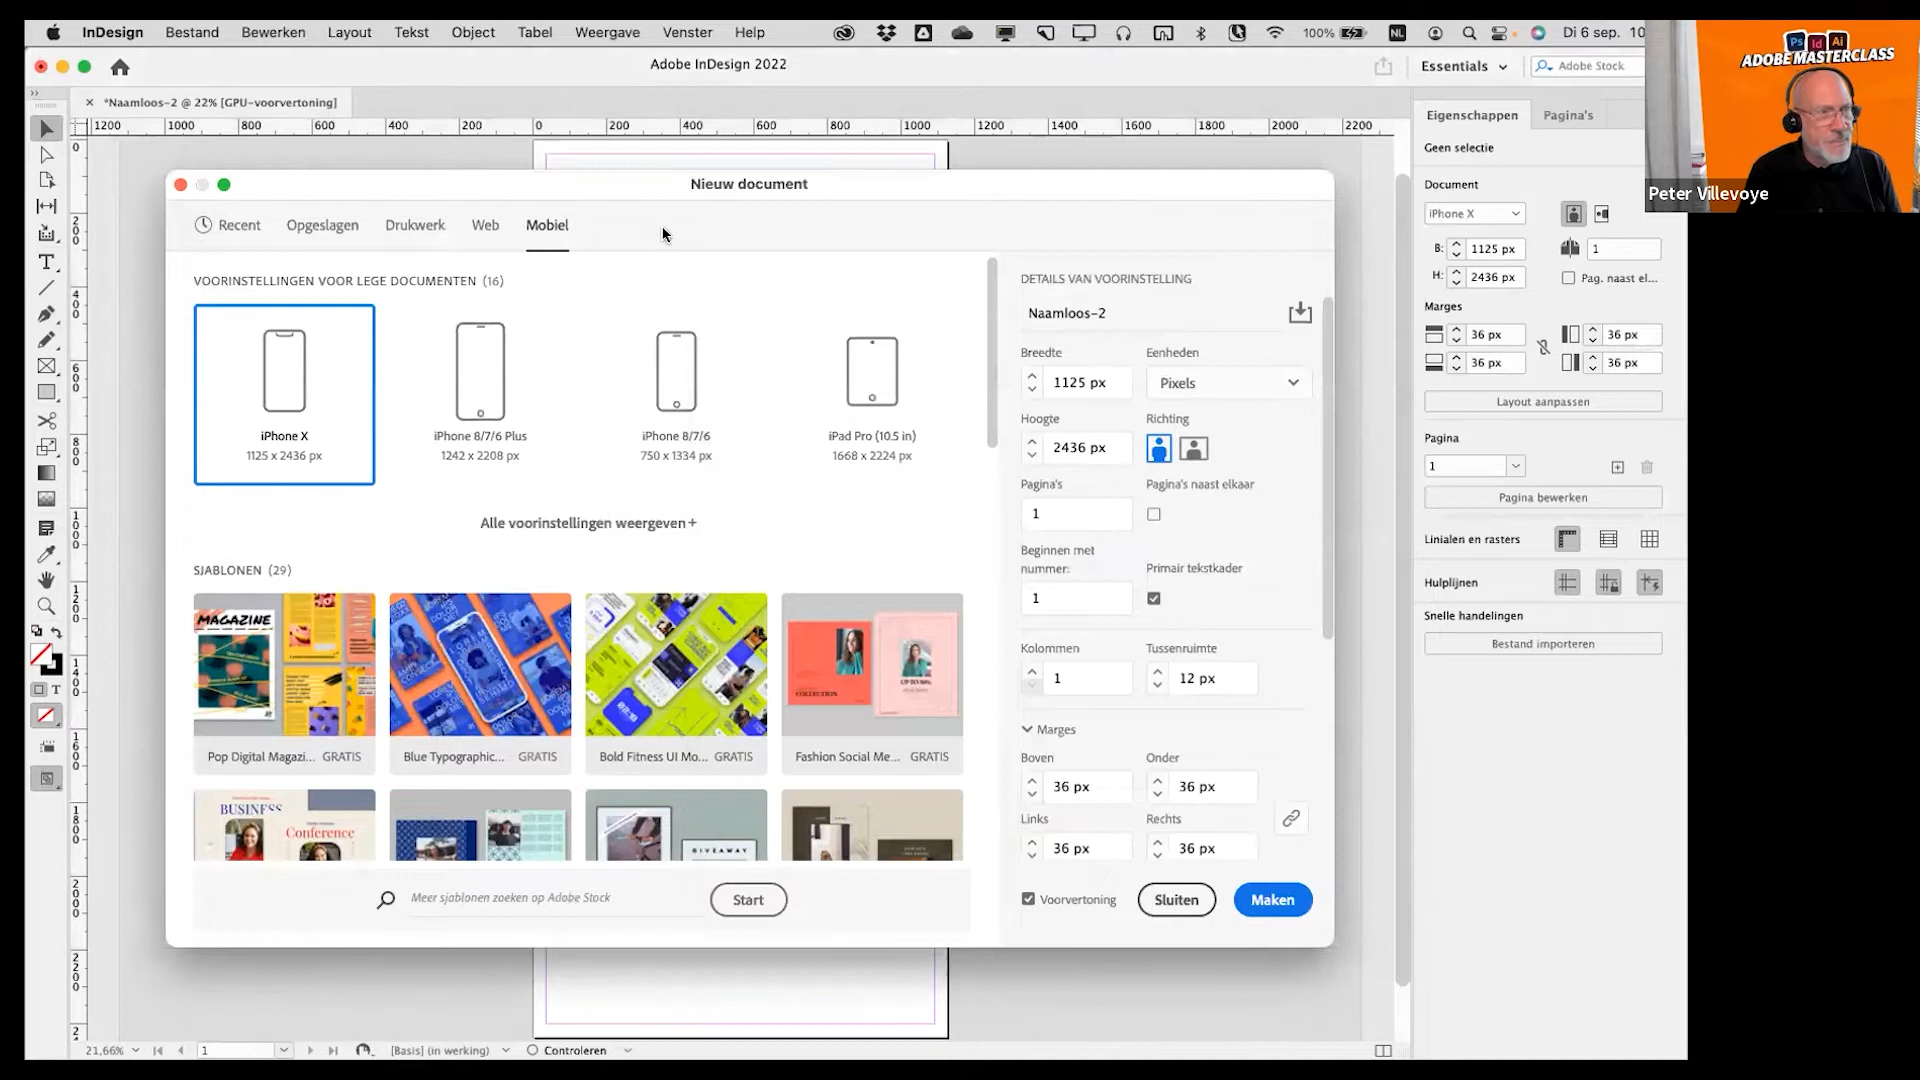 InDesign Bestand Bewerken Layout Tekst Object Tabel Weergave Venster Help 100% NL Di 6 sep. 10
Adobe InDesign 2022
Essentials
Adobe Stock
Ps Id Ai
ADOBE MASTERCLASS
Peter Villevoye
*Naamloos-2 @ 22% [GPU-voorvertoning]
1200 1000 800 600 400 200 0 200 400 600 800 1000 1200 1400 1600 1800 2000 2200
Nieuw document
Recent Opgeslagen Drukwerk Web Mobiel
VOORINSTELLINGEN VOOR LEGE DOCUMENTEN (16)
iPhone X
1125 x 2436 px
iPhone 8/7/6 Plus
1242 x 2208 px
iPhone 8/7/6
750 x 1334 px
iPad Pro (10.5 in)
1668 x 2224 px
Alle voorinstellingen weergeven+
SJABLONEN (29)
MAGAZINE
COLLECTION
Pop Digital Magazi... GRATIS
Blue Typographic... GRATIS
Bold Fitness UI Mo... GRATIS
Fashion Social Me... GRATIS
BUSINESS
Conference
GIVEAWAY
Meer sjablonen zoeken op Adobe Stock
Start
DETAILS VAN VOORINSTELLING
Naamloos-2
Breedte Eenheden
1125 px Pixels
Hoogte Richting
2436 px
Pagina's Pagina's naast elkaar
1
Beginnen met
nummer: Primair tekstkader
1
Kolommen Tussenruimte
1 12 px
Marges
Boven Onder
36 px 36 px
Links Rechts
36 px 36 px
Voorvertoning Sluiten Maken
Eigenschappen Pagina's
Geen selectie
Document
iPhone X
B: 1125 px 1
H: 2436 px Pag. naast el...
Marges
36 px 36 px
36 px 36 px
Layout aanpassen
Pagina
1
Pagina bewerken
Linialen en rasters
Hulplijnen
Snelle handelingen
Bestand importeren
21,66% 1 [Basis] (in werking) Controleren